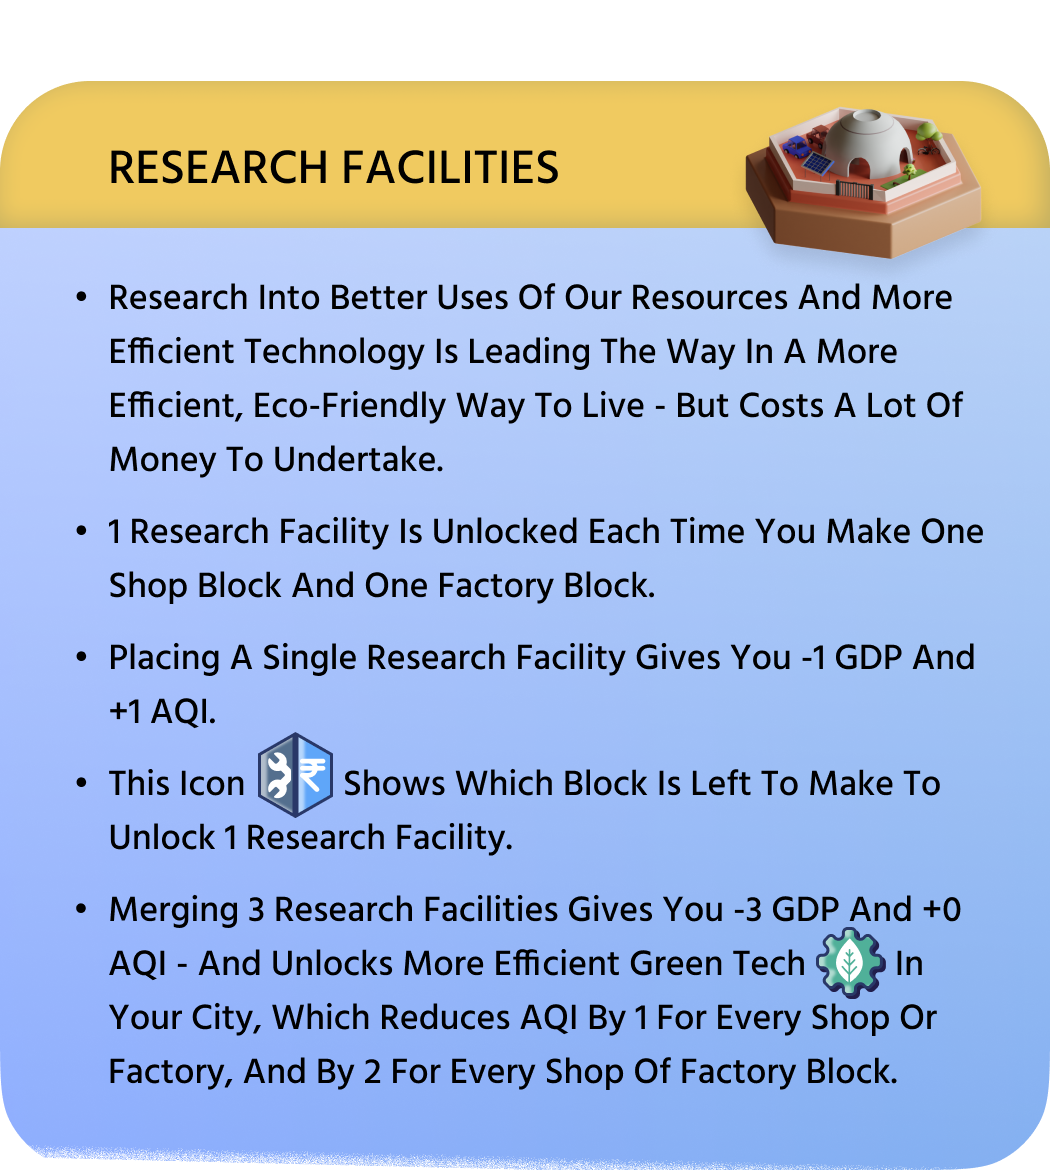 RESEARCH FACILITIES
• Research Into Better Uses Of Our Resources And More
Efficient Technology Is Leading The Way In A More
Efficient, Eco-Friendly Way To Live - But Costs A Lot Of
Money To Undertake.
• 1 Research Facility Is Unlocked Each Time You Make One
Shop Block And One Factory Block.
• Placing A Single Research Facility Gives You -1 GDP And
+1 AQI.
• This Icon ₹ Shows Which Block Is Left To Make To
Unlock 1 Research Facility.
• Merging 3 Research Facilities Gives You -3 GDP And +0
AQI - And Unlocks More Efficient Green Tech In
Your City, Which Reduces AQI By 1 For Every Shop Or
Factory, And By 2 For Every Shop Of Factory Block.